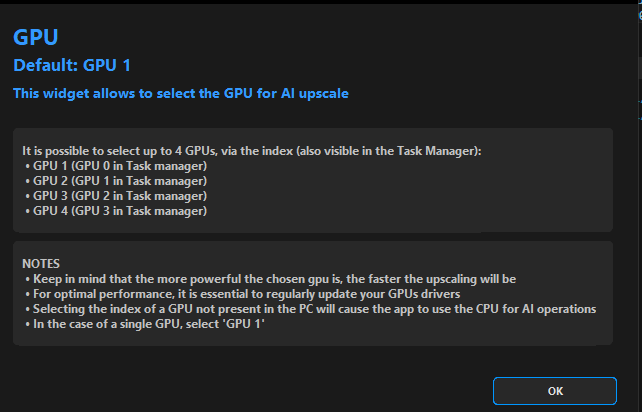 GPU
Default: GPU 1
This widget allows to select the GPU for AI upscale
It is possible to select up to 4 GPUs, via the index (also visible in the Task Manager):
• GPU 1 (GPU 0 in Task manager)
• GPU 2 (GPU 1 in Task manager)
• GPU 3 (GPU 2 in Task manager)
• GPU 4 (GPU 3 in Task manager)
NOTES
• Keep in mind that the more powerful the chosen gpu is, the faster the upscaling will be
• For optimal performance, it is essential to regularly update your GPUs drivers
• Selecting the index of a GPU not present in the PC will cause the app to use the CPU for AI operations
• In the case of a single GPU, select 'GPU 1'
OK